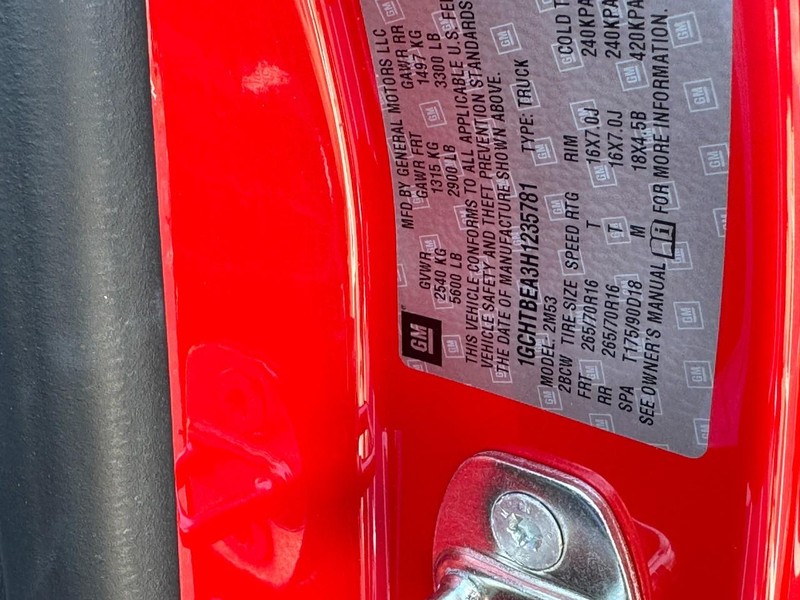 GM
MFD BY GENERAL MOTORS LLC
GVWR GAWR FRT GAWR RR
2540 KG 1315 KG 1497 KG
5600 LB 2900 LB 3300 LB
THIS VEHICLE CONFORMS TO ALL APPLICABLE U.S. FE
VEHICLE SAFETY AND THEFT PREVENTION STANDARDS
THE DATE OF MANUFACTURE SHOWN ABOVE.
1GCHTBEA3H1235781 TYPE: TRUCK
MODEL: 2M53
2BCW TIRE SIZE SPEED RTG RIM COLD T
FRT 265/70R16 T 16X7.0J 240KPA
RR 265/70R16 T 16X7.0J 240KPA
SPA T175/90D18 M 18X4.5B 420KPA
SEE OWNER'S MANUAL FOR MORE INFORMATION.